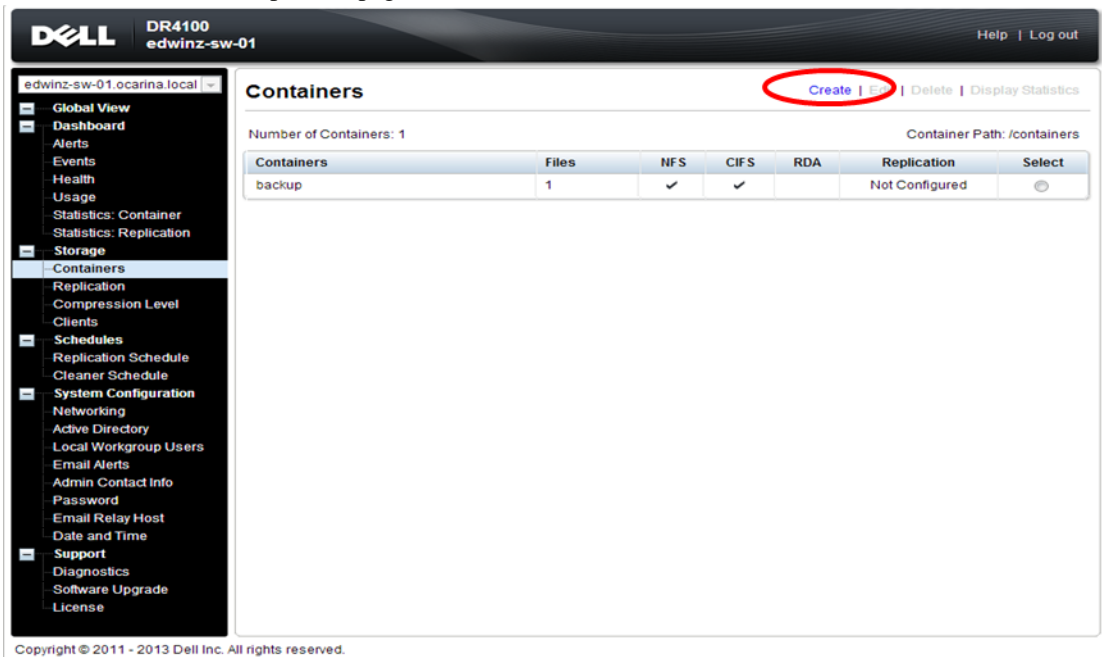 DELL
DR4100
edwinz-sw-01
Help | Log out
edwinz-sw-01.ocarina.local
Global View
Dashboard
Alerts
Events
Health
Usage
Statistics: Container
Statistics: Replication
Storage
Containers
Replication
Compression Level
Clients
Schedules
Replication Schedule
Cleaner Schedule
System Configuration
Networking
Active Directory
Local Workgroup Users
Email Alerts
Admin Contact Info
Password
Email Relay Host
Date and Time
Support
Diagnostics
Software Upgrade
License
Containers
Create | Edit | Delete | Display Statistics
Number of Containers: 1
Container Path: /containers
Containers Files NFS CIFS RDA Replication Select
backup 1 ✔ ✔ Not Configured
Copyright © 2011 - 2013 Dell Inc. All rights reserved.